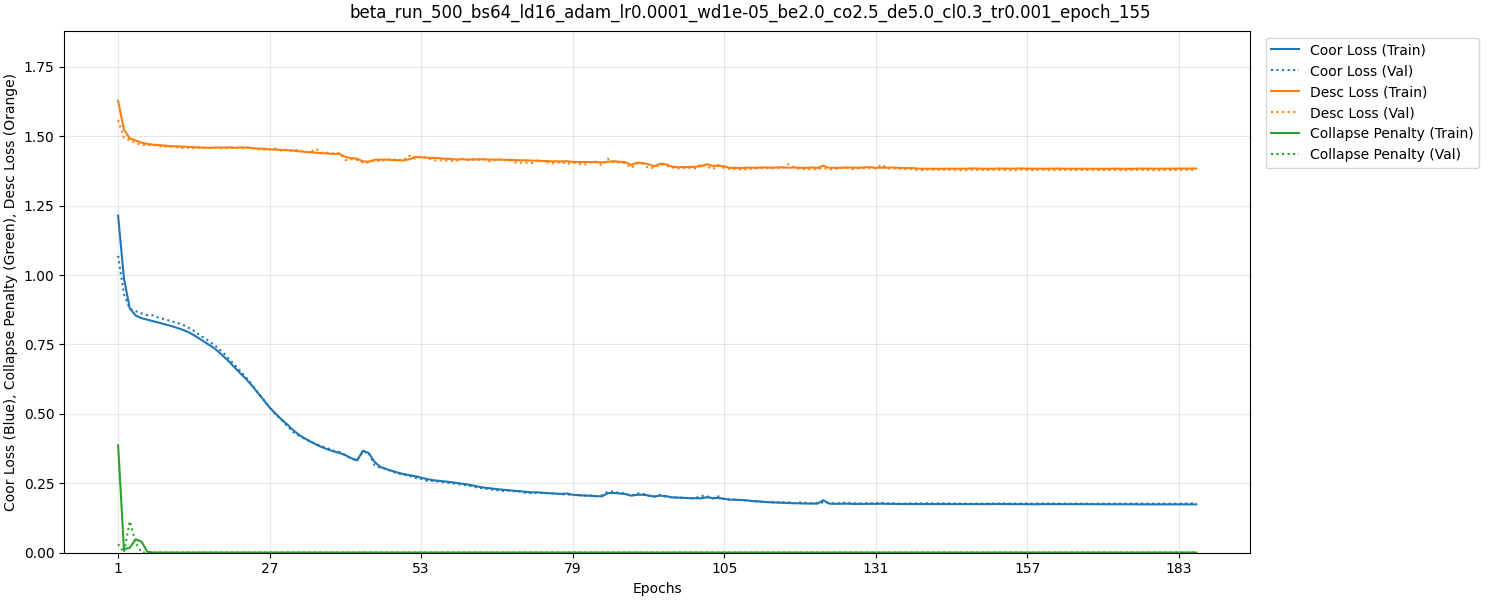 beta_run_500_bs64_ld16_adam_lr0.0001_wd1e-05_be2.0_co2.5_de5.0_cl0.3_tr0.001_epoch_155
Coor Loss (Blue), Collapse Penalty (Green), Desc Loss (Orange)
1.75
1.50
1.25
1.00
0.75
0.50
0.25
0.00
1 27 53 79 105 131 157 183
Epochs
Coor Loss (Train)
Coor Loss (Val)
Desc Loss (Train)
Desc Loss (Val)
Collapse Penalty (Train)
Collapse Penalty (Val)